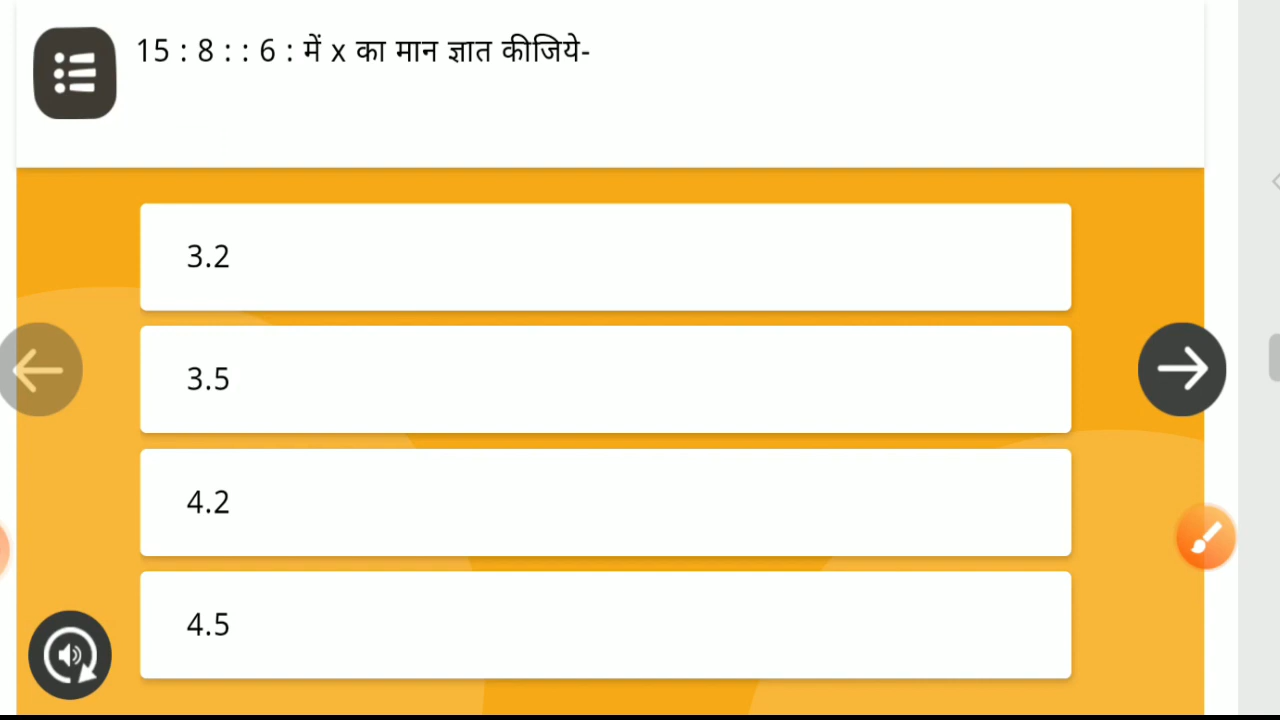 15 : 8 : : 6 : में x का मान ज्ञात कीजिये-
3.2
3.5
4.2
4.5